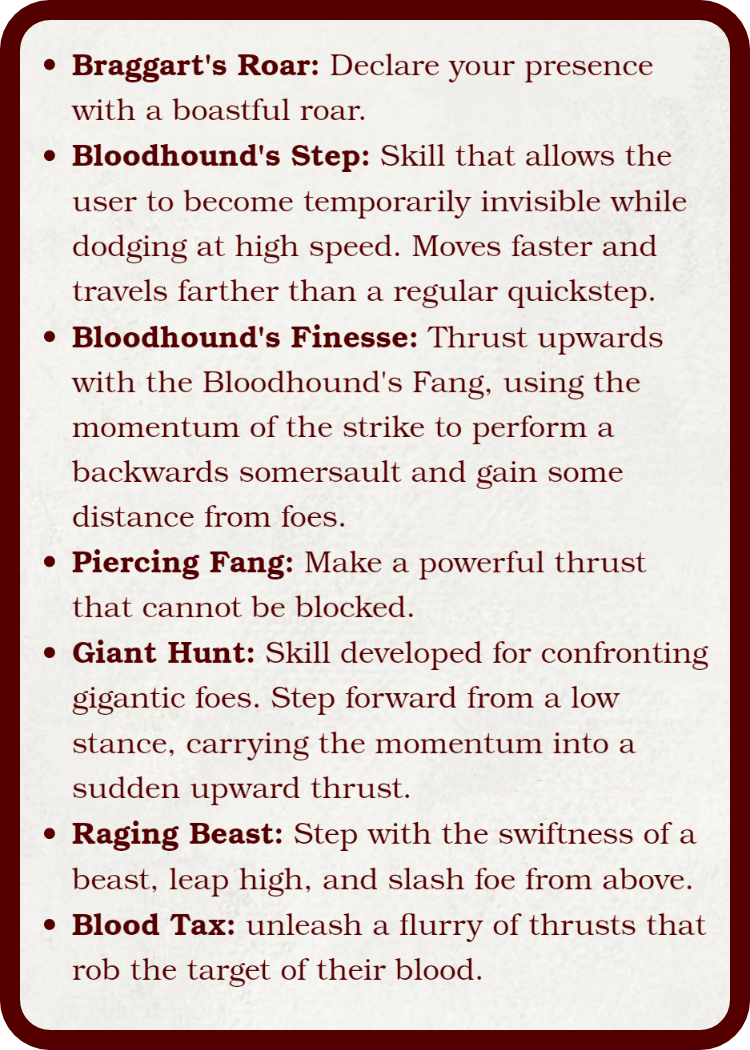 • Braggart's Roar: Declare your presence
with a boastful roar.
• Bloodhound's Step: Skill that allows the
user to become temporarily invisible while
dodging at high speed. Moves faster and
travels farther than a regular quickstep.
• Bloodhound's Finesse: Thrust upwards
with the Bloodhound's Fang, using the
momentum of the strike to perform a
backwards somersault and gain some
distance from foes.
• Piercing Fang: Make a powerful thrust
that cannot be blocked.
• Giant Hunt: Skill developed for confronting
gigantic foes. Step forward from a low
stance, carrying the momentum into a
sudden upward thrust.
• Raging Beast: Step with the swiftness of a
beast, leap high, and slash foe from above.
• Blood Tax: unleash a flurry of thrusts that
rob the target of their blood.